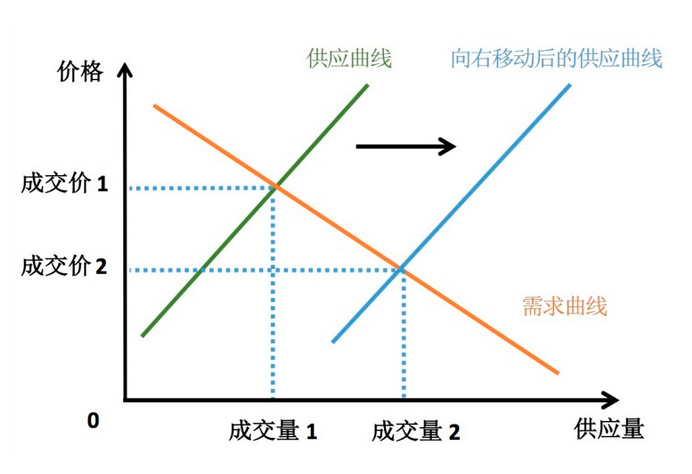 供应曲线
向右移动后的供应曲线
价格
成交价 1
成交价 2
需求曲线
0
成交量 1
成交量 2
供应量